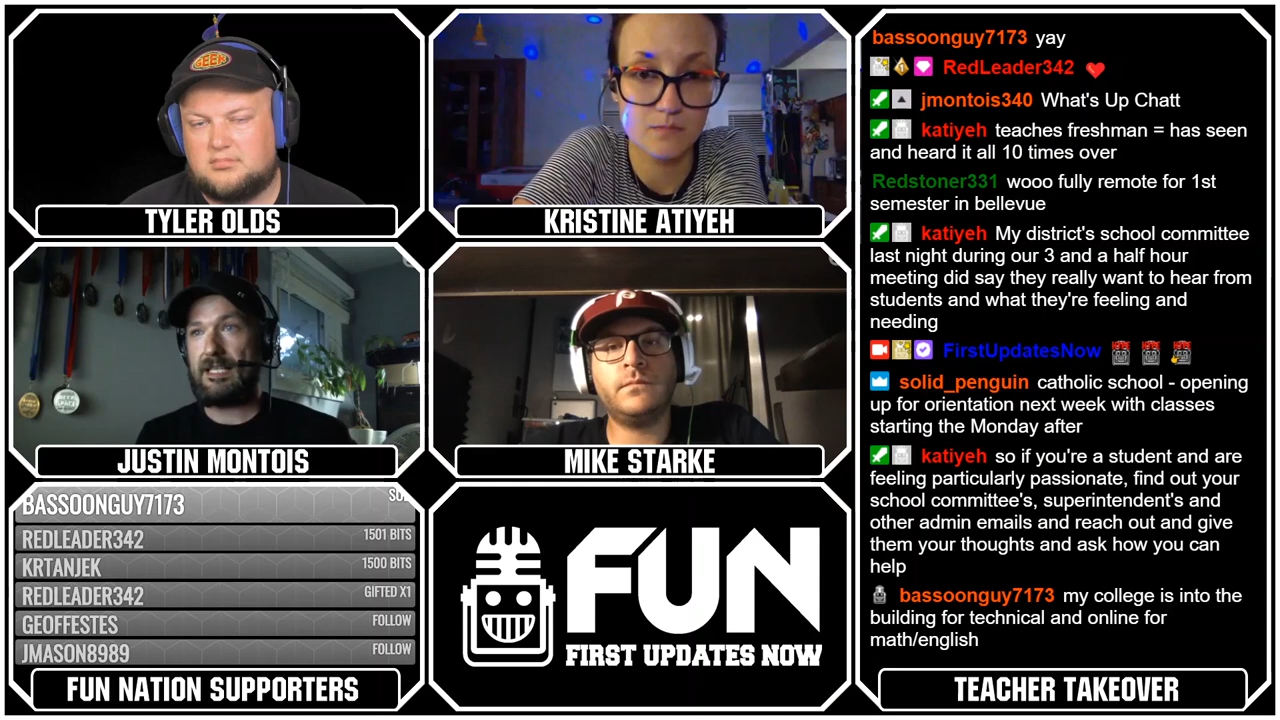 GEEK
TYLER OLDS
KRISTINE ATIYEH
JUSTIN MONTOIS
MIKE STARKE
BASSOONGUY7173
REDLEADER342 1501 BITS
KRTANJEK 1500 BITS
REDLEADER342 GIFTED X1
GEOFFESTES FOLLOW
JMASON8989 FOLLOW
FUN NATION SUPPORTERS
FUN
FIRST UPDATES NOW
bassoonguy7173 yay
RedLeader342
jmontois340 What's Up Chatt
katiyeh teaches freshman = has seen
and heard it all 10 times over
Redstoner331 wooo fully remote for 1st
semester in bellevue
katiyeh My district's school committee
last night during our 3 and a half hour
meeting did say they really want to hear from
students and what they're feeling and
needing
FirstUpdatesNow
solid_penguin catholic school - opening
up for orientation next week with classes
starting the Monday after
katiyeh so if you're a student and are
feeling particularly passionate, find out your
school committee's, superintendent's and
other admin emails and reach out and give
them your thoughts and ask how you can
help
bassoonguy7173 my college is into the
building for technical and online for
math/english
TEACHER TAKEOVER